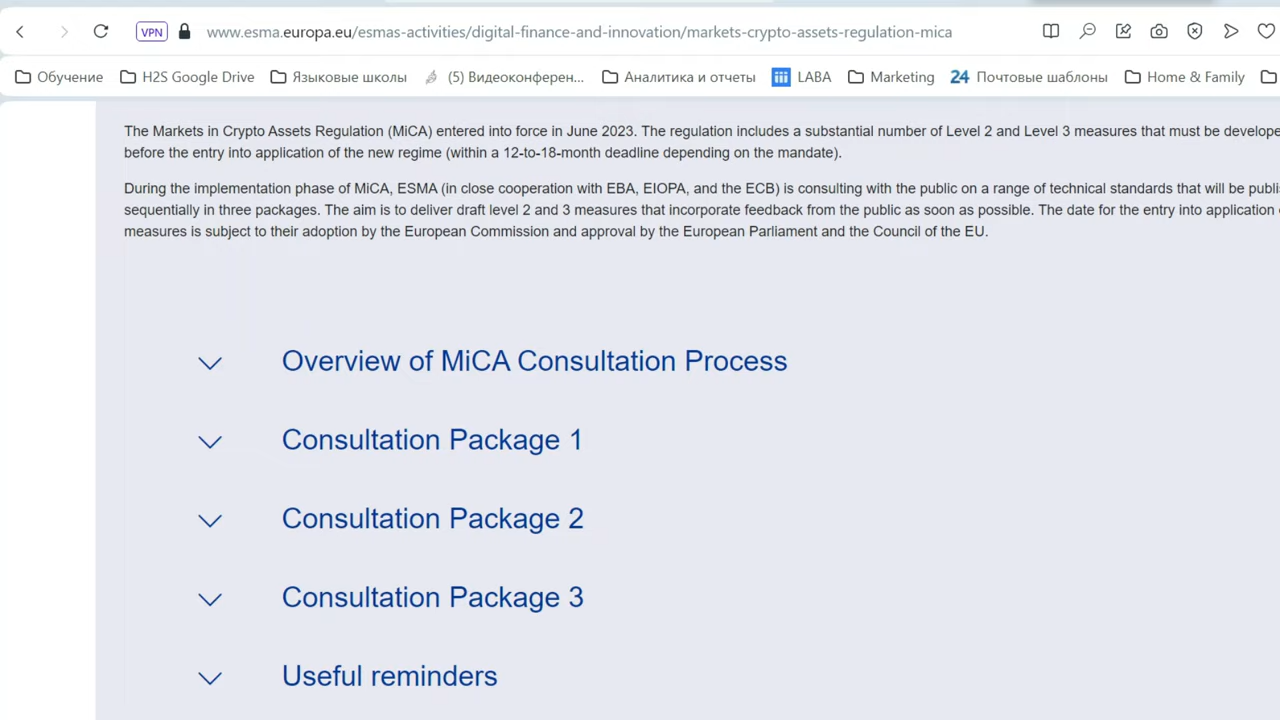 VPN www.esma.europa.eu/esmas-activities/digital-finance-and-innovation/markets-crypto-assets-regulation-mica
Обучение H2S Google Drive Языковые школы (5) Видеоконферен... Аналитика и отчеты LABA Marketing 24 Почтовые шаблоны Home & Family
The Markets in Crypto Assets Regulation (MiCA) entered into force in June 2023. The regulation includes a substantial number of Level 2 and Level 3 measures that must be
before the entry into application of the new regime (within a 12-to-18-month deadline depending on the mandate).
During the implementation phase of MiCA, ESMA (in close cooperation with EBA, EIOPA, and the ECB) is consulting with the public on a range of technical standards that will be
sequentially in three packages. The aim is to deliver draft level 2 and 3 measures that incorporate feedback from the public as soon as possible. The date for the entry into application
measures is subject to their adoption by the European Commission and approval by the European Parliament and the Council of the EU.
Overview of MiCA Consultation Process
Consultation Package 1
Consultation Package 2
Consultation Package 3
Useful reminders